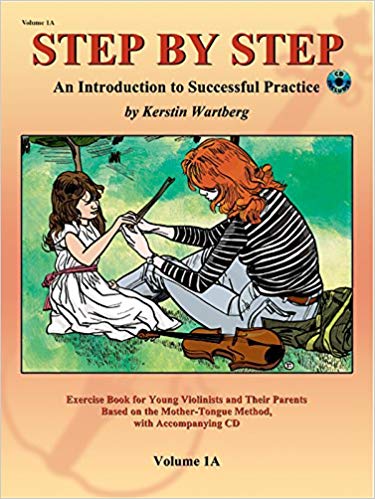 Volume 1A
STEP BY STEP
An Introduction to Successful Practice
CD
by Kerstin Wartberg
Exercise Book for Young Violinists and Their Parents
Based on the Mother-Tongue Method,
with Accompanying CD
Volume 1A